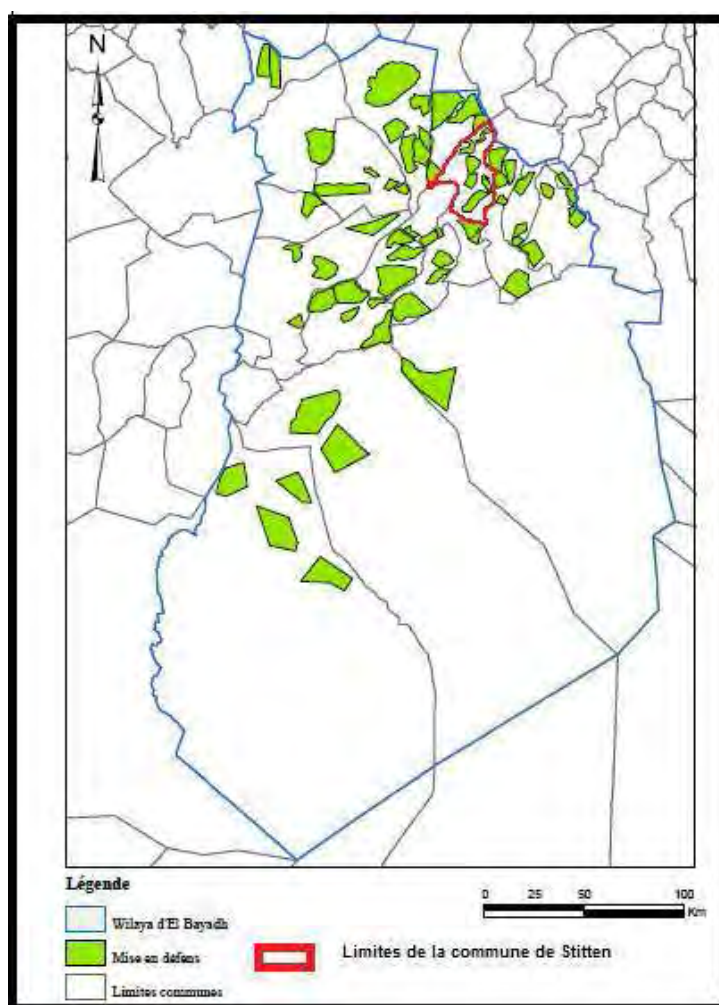 N
Légende
0 25 50 100
Km
Wilaya d'El Bayadh
Mise en défens
Limites de la commune de Stitten
Limites communes